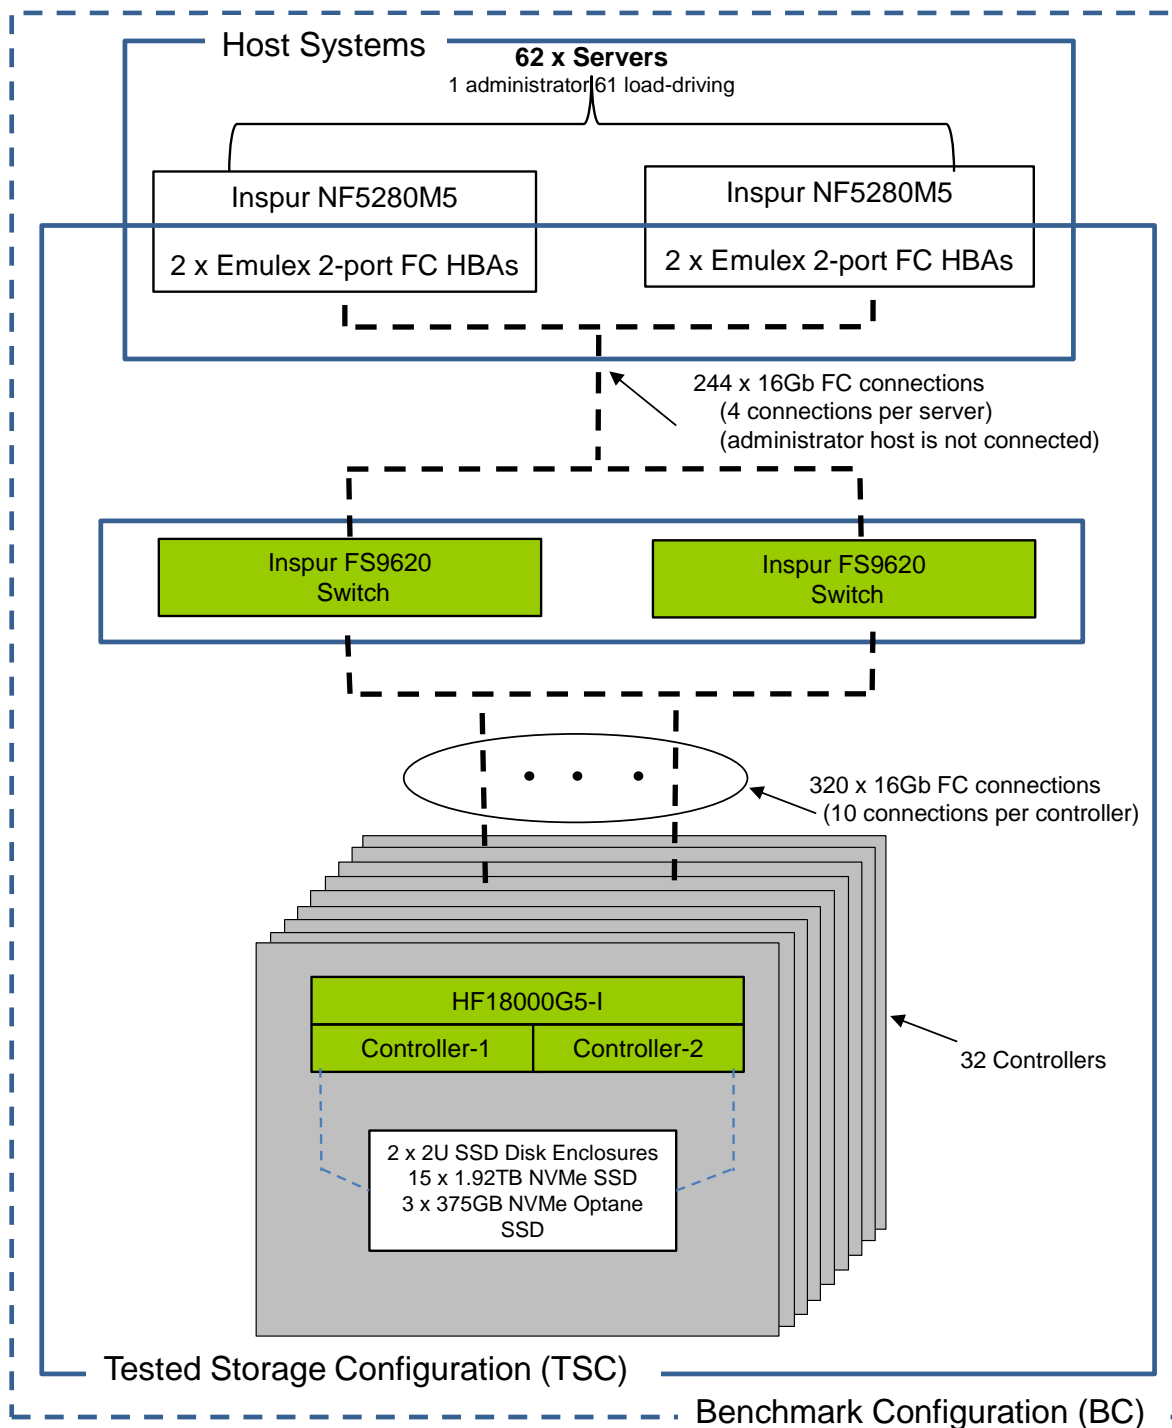 Host Systems
62 x Servers
1 administrator 61 load-driving
Inspur NF5280M5
2 x Emulex 2-port FC HBAs
Inspur NF5280M5
2 x Emulex 2-port FC HBAs
244 x 16Gb FC connections
(4 connections per server)
(administrator host is not connected)
Inspur FS9620
Switch
Inspur FS9620
Switch
320 x 16Gb FC connections
(10 connections per controller)
HF18000G5-I
Controller-1
Controller-2
32 Controllers
2 x 2U SSD Disk Enclosures
15 x 1.92TB NVMe SSD
3 x 375GB NVMe Optane
SSD
Tested Storage Configuration (TSC)
Benchmark Configuration (BC)